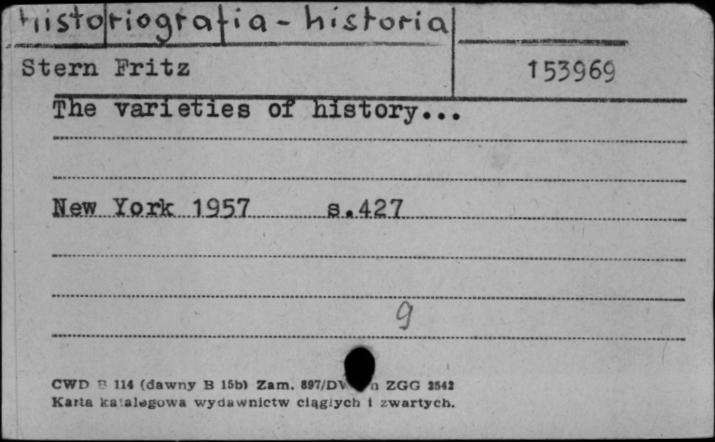 historiografia - historia
Stern Fritz 153969
The varieties of history...
New York 1957 s.427
9
CWD B 114 (dawny B 15b) Zam. 897/ ZGG 2542
Karta katalogowa wydawnictw ciągłych i zwartych.